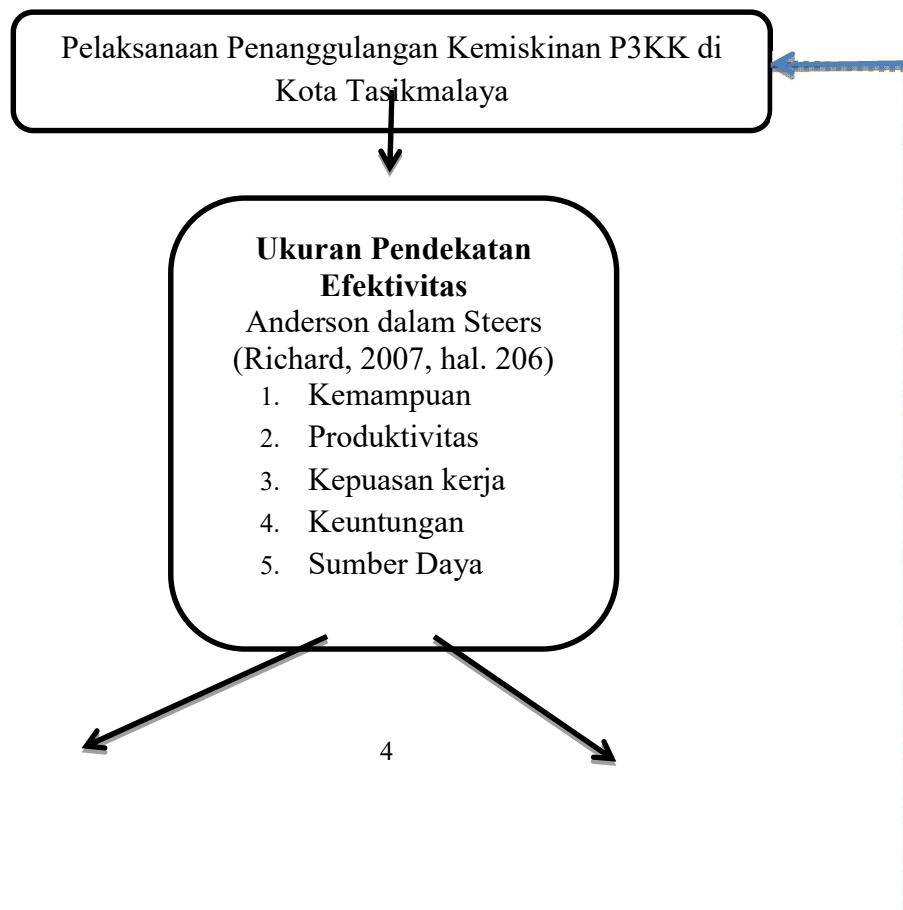 Pelaksanaan Penanggulangan Kemiskinan P3KK di
Kota Tasikmalaya
Ukuran Pendekatan
Efektivitas
Anderson dalam Steers
(Richard, 2007, hal. 206)
1. Kemampuan
2. Produktivitas
3. Kepuasan kerja
4. Keuntungan
5. Sumber Daya
4